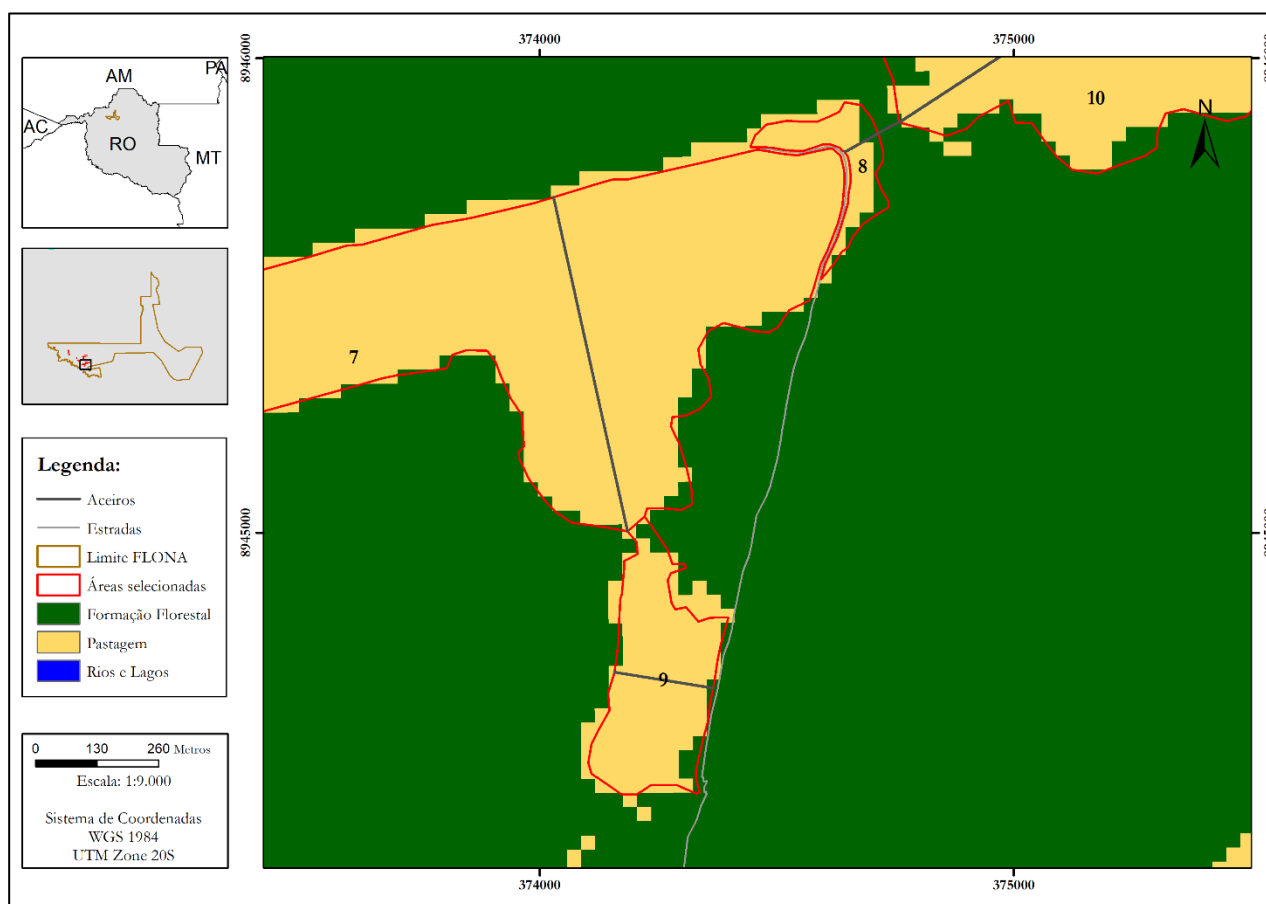 374000
375000
8946000
8946000
AM
PA
AC
RO
MT
10
N
8
7
Legenda:
Aceiros
Estradas
Limite FLONA
Áreas selecionadas
Formação Florestal
Pastagem
Rios e Lagos
8945000
8945000
9
0 130 260 Metros
Escala: 1:9.000
Sistema de Coordenadas
WGS 1984
UTM Zone 20S
374000
375000